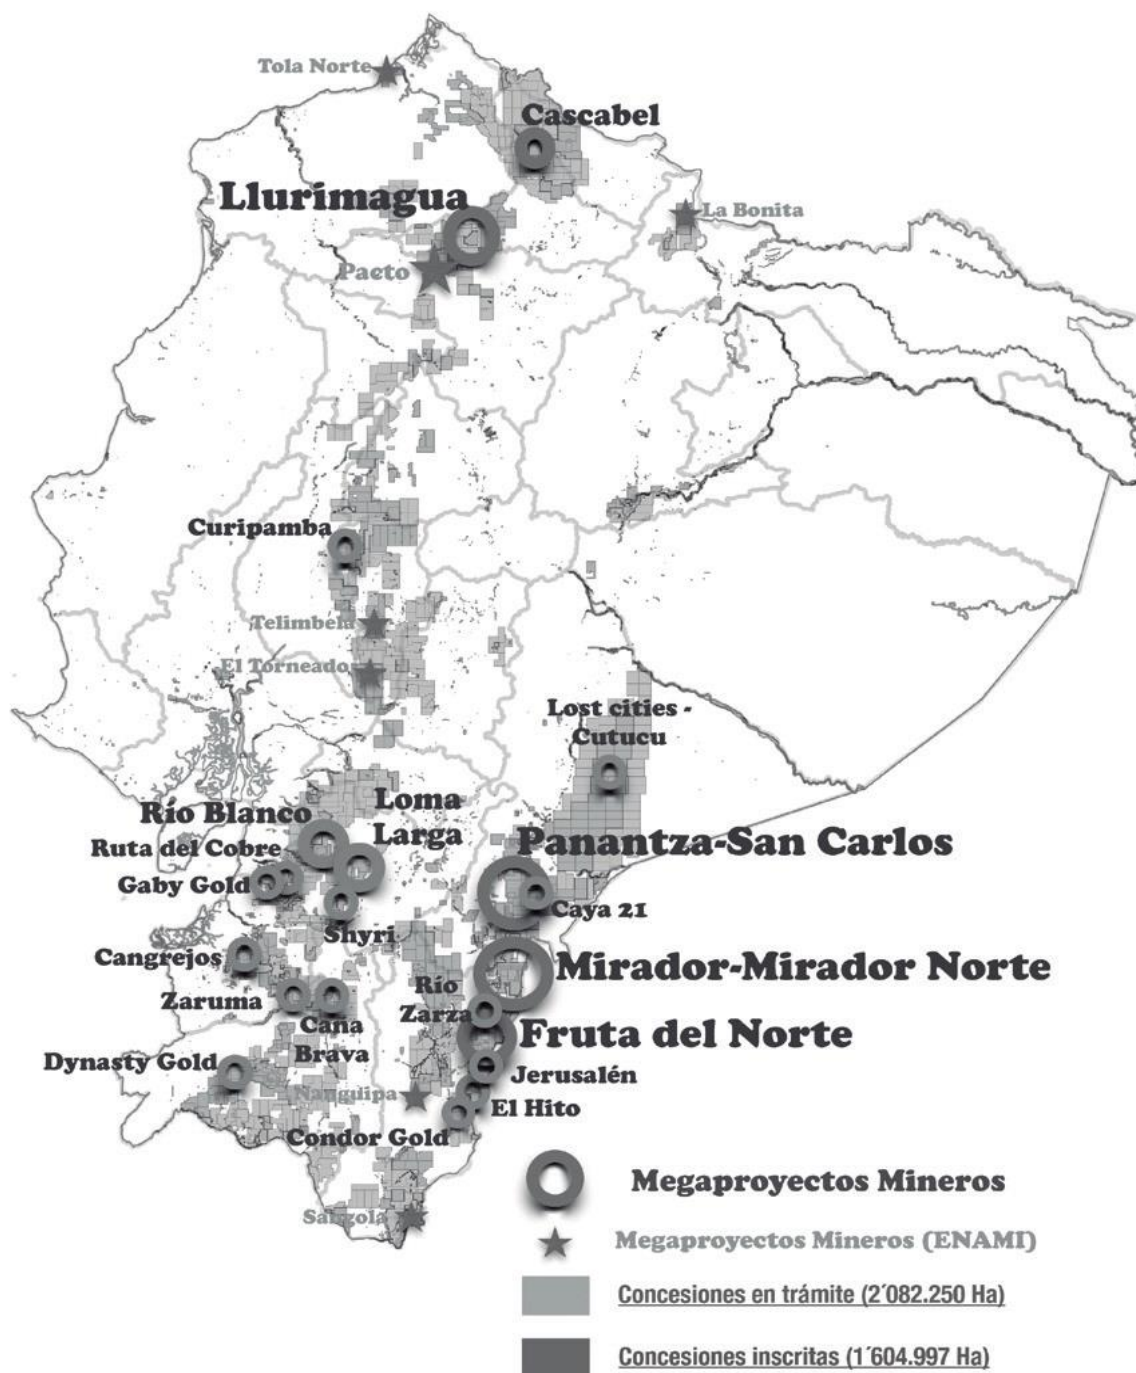 Tola Norte
Cascabel
Llurimagua
La Bonita
Pacto
Curipamba
Telimbela
El Torneador
Lost cities -
Cutucu
Río Blanco
Loma
Larga
Ruta del Cobre
Panantza-San Carlos
Gaby Gold
Caya 21
Shyri
Cangrejos
Mirador-Mirador Norte
Río
Zarza
Zaruma
Cana
Brava
Fruta del Norte
Dynasty Gold
Jerusalén
Nanguipa
El Hito
Condor Gold
Megaproyectos Mineros
Megaproyectos Mineros (ENAMI)
Concesiones en trámite (2´082.250 Ha)
Concesiones inscritas (1´604.997 Ha)